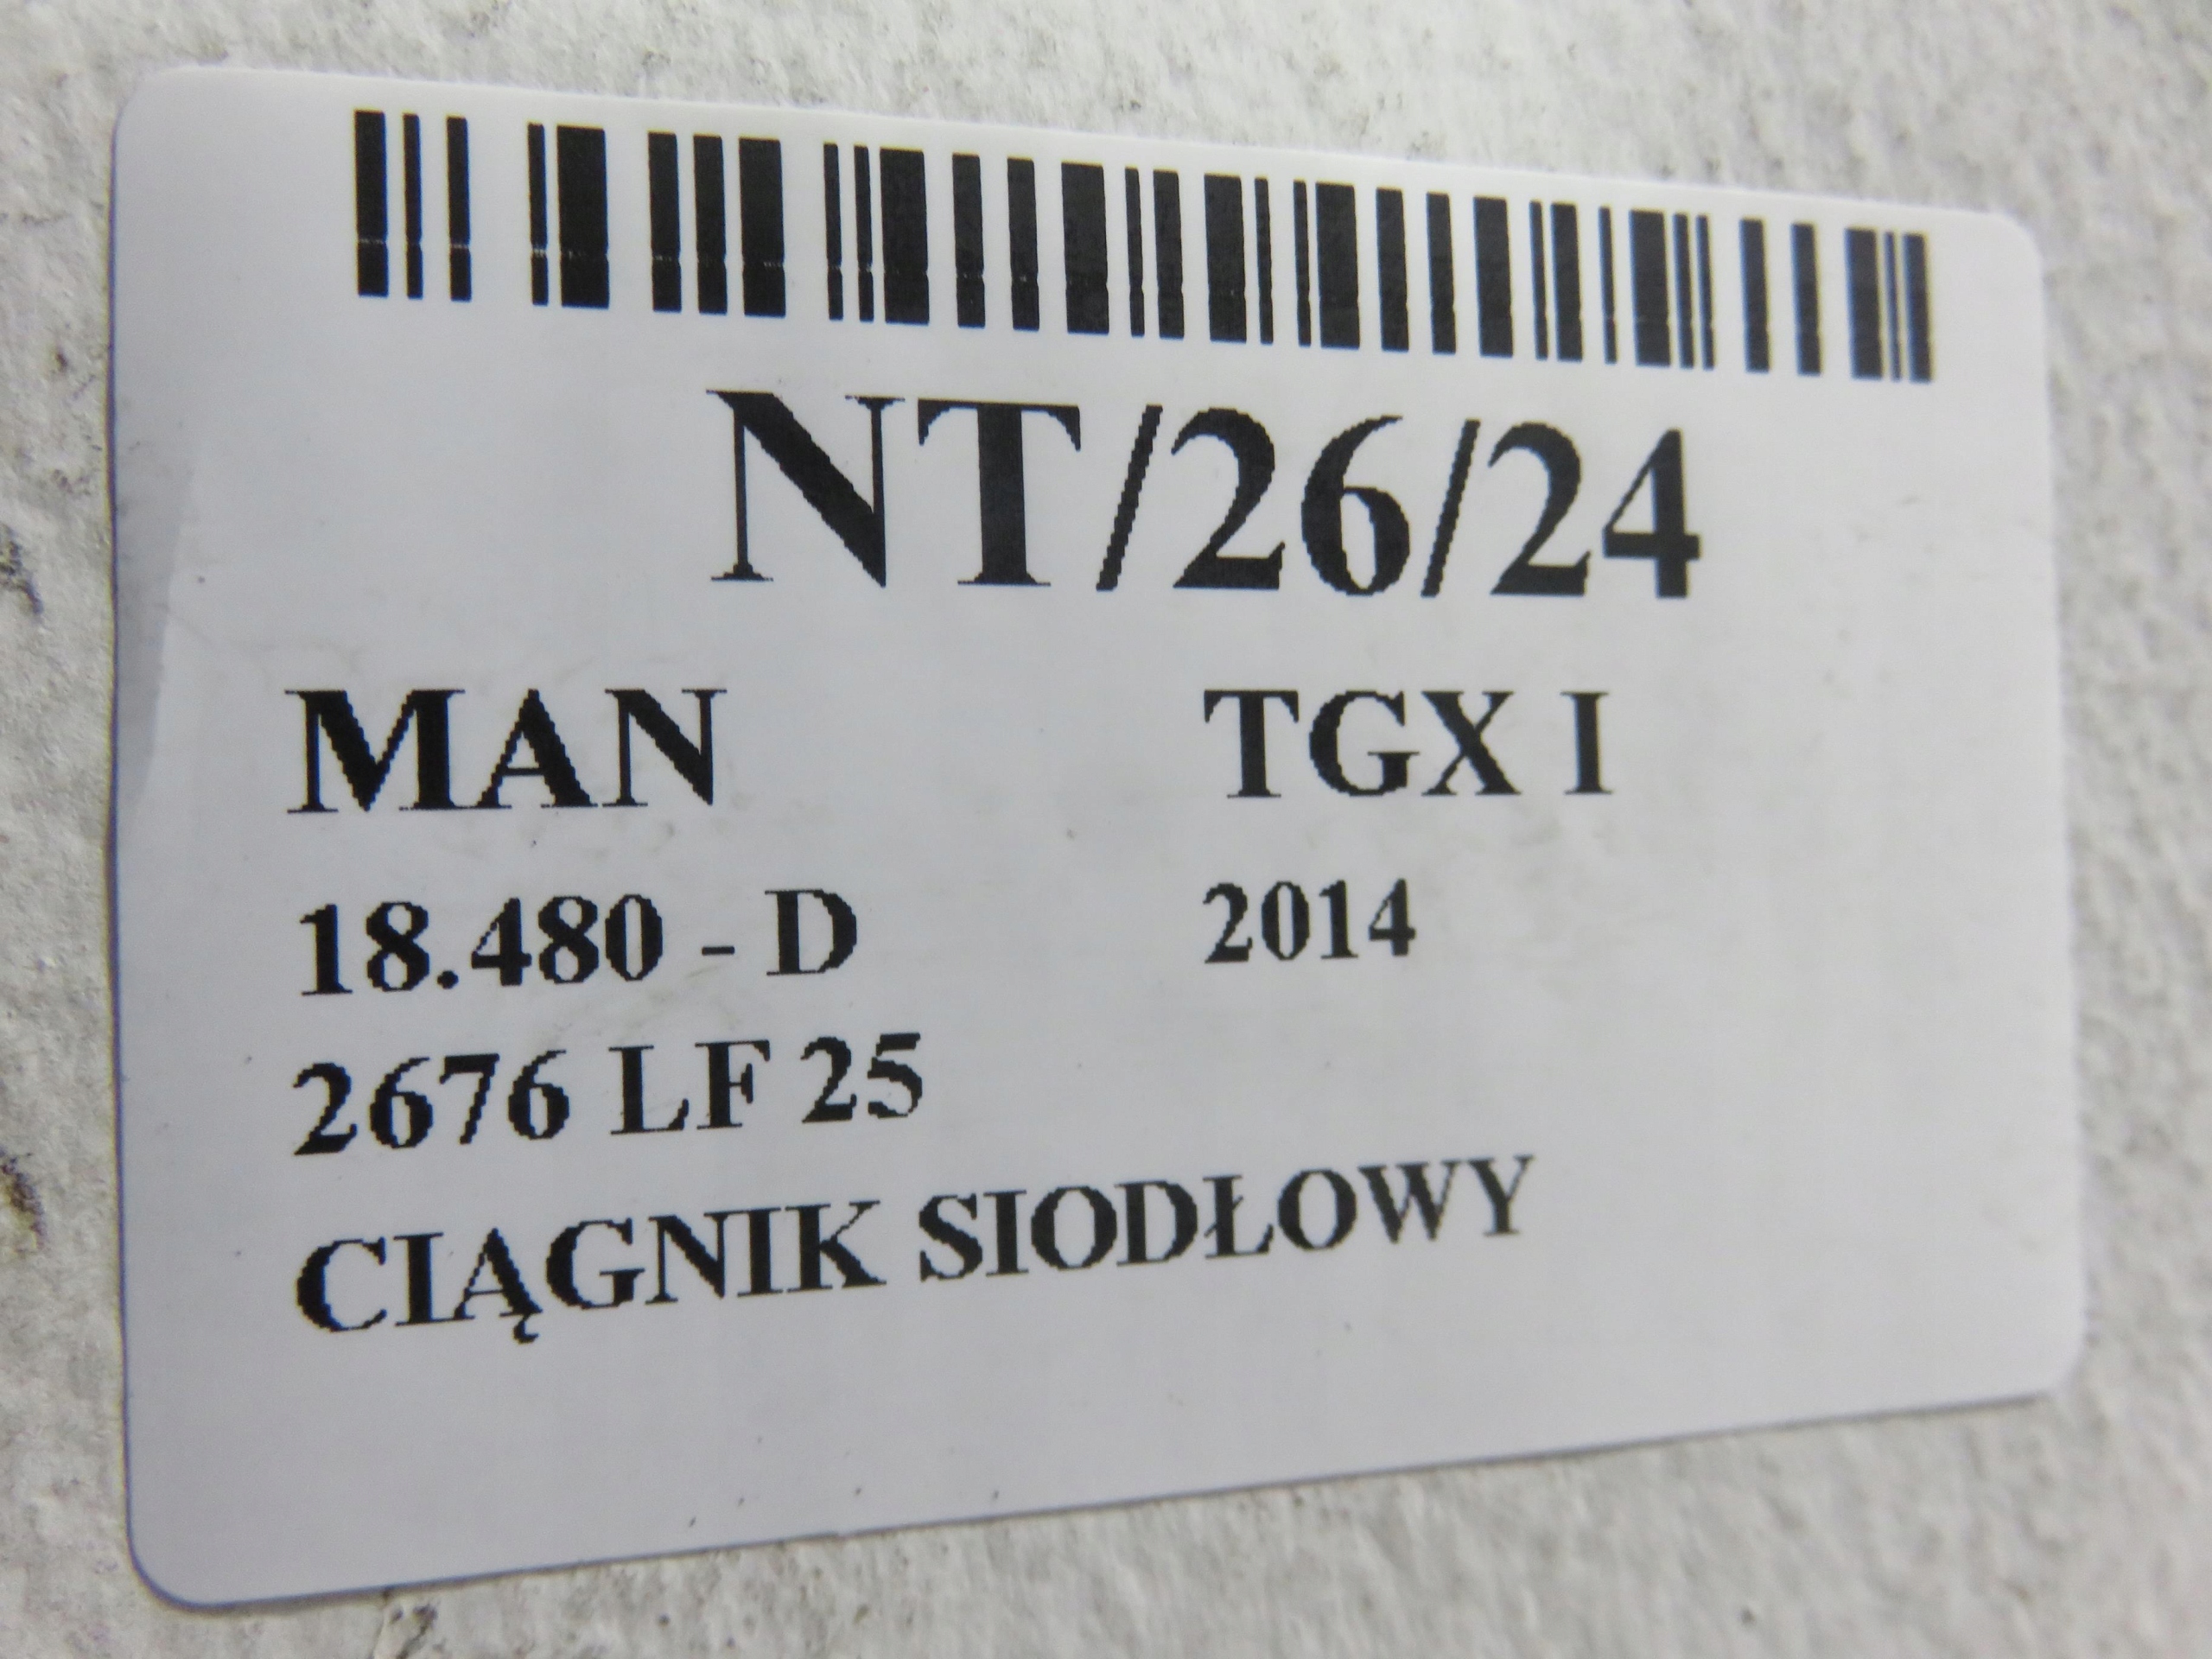 NT/26/24
MAN TGX I
18.480 - D 2014
2676 LF 25
CIĄGNIK SIODŁOWY